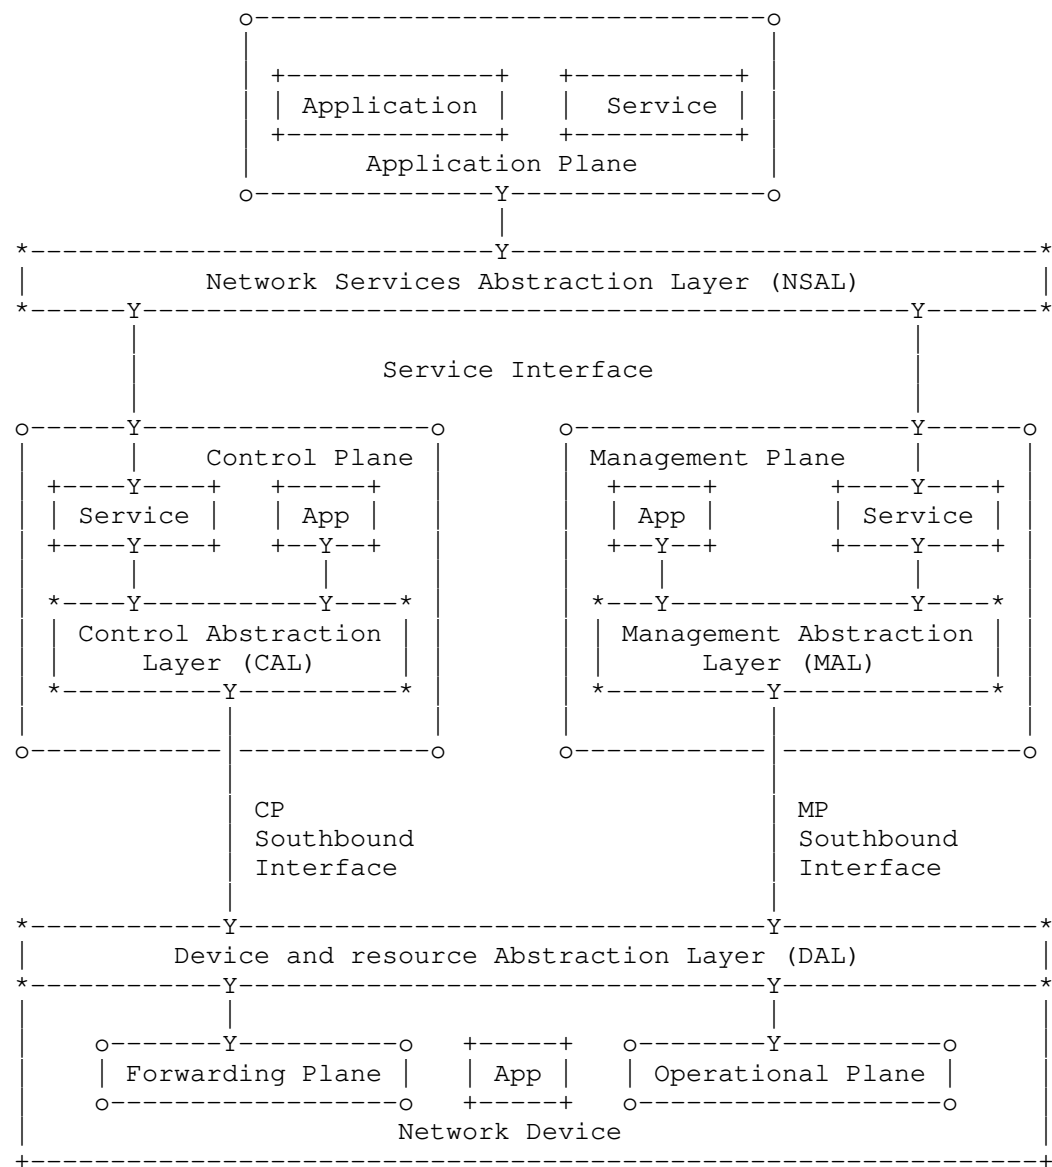 Application Service
Application Plane
Network Services Abstraction Layer (NSAL)
Service Interface
Control Plane Management Plane
Service App App Service
Control Abstraction Management Abstraction
Layer (CAL) Layer (MAL)
CP MP
Southbound Southbound
Interface Interface
Device and resource Abstraction Layer (DAL)
Forwarding Plane App Operational Plane
Network Device